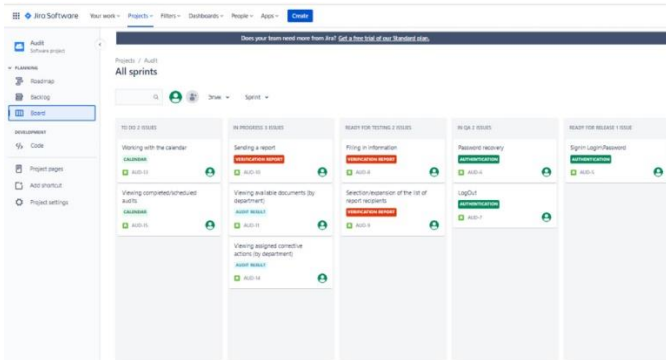 Jira Software
Your work
Projects
Filters
Dashboards
People
Apps
Create
Does your team need more from Jira? Get a free trial of our Standard plan.
Audit
Software project
PLANNING
Roadmap
Backlog
Board
DEVELOPMENT
Code
Project pages
Add shortcut
Project settings
Projects / Audit
All sprints
Epic
Sprint
TO DO 2 ISSUES
Working with the calendar
CALENDAR
AUD-13
Viewing completed/scheduled
audits
CALENDAR
AUD-15
IN PROGRESS 3 ISSUES
Sending a report
VERIFICATION REPORT
AUD-10
Viewing available documents (by
department)
AUDIT RESULT
AUD-11
Viewing assigned corrective
actions (by department)
AUDIT RESULT
AUD-14
READY FOR TESTING 2 ISSUES
Filling in information
VERIFICATION REPORT
AUD-8
Selection/expansion of the list of
report recipients
VERIFICATION REPORT
AUD-9
IN QA 2 ISSUES
Password recovery
AUTHENTICATION
AUD-6
LogOut
AUTHENTICATION
AUD-7
READY FOR RELEASE 1 ISSUE
SignIn Login\Password
AUTHENTICATION
AUD-5